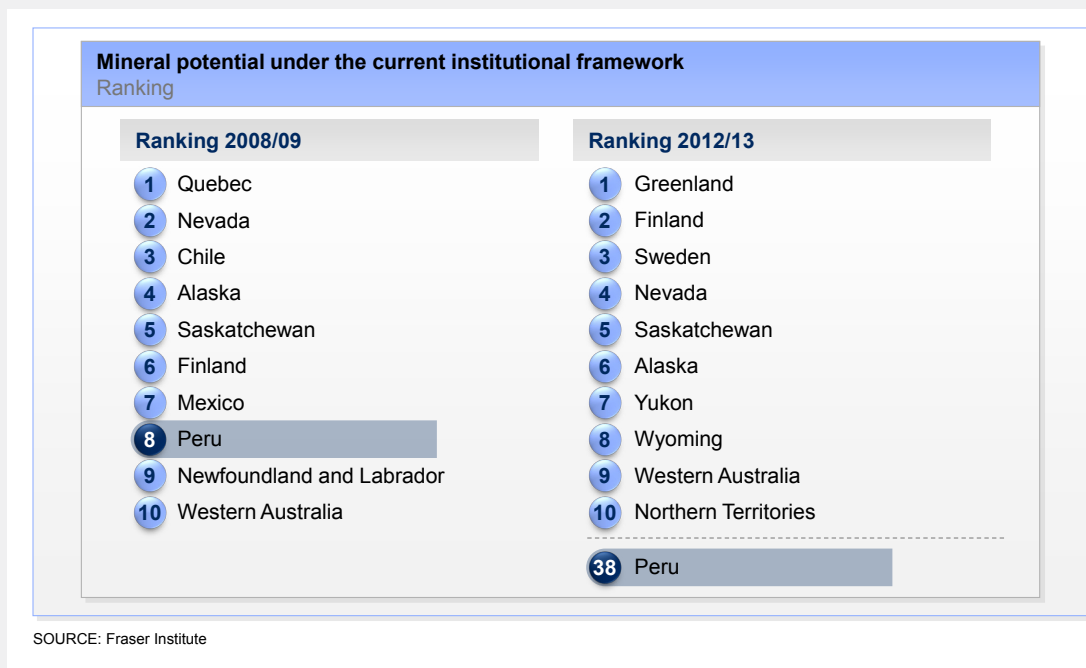 Mineral potential under the current institutional framework
Ranking
Ranking 2008/09
1 Quebec
2 Nevada
3 Chile
4 Alaska
5 Saskatchewan
6 Finland
7 Mexico
8 Peru
9 Newfoundland and Labrador
10 Western Australia
Ranking 2012/13
1 Greenland
2 Finland
3 Sweden
4 Nevada
5 Saskatchewan
6 Alaska
7 Yukon
8 Wyoming
9 Western Australia
10 Northern Territories
38 Peru
SOURCE: Fraser Institute